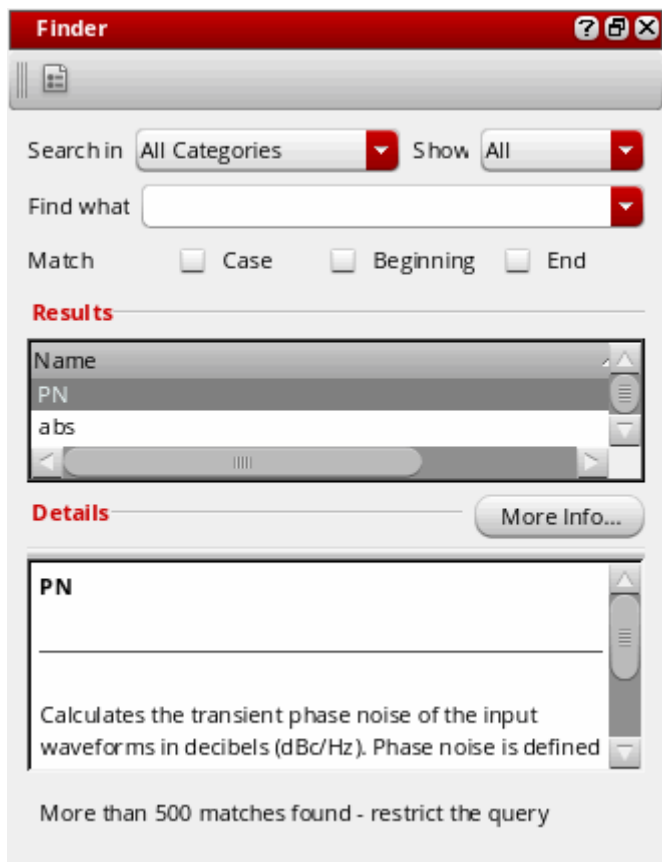 Finder
Search in All Categories Show All
Find what
Match Case Beginning End
Results
Name
PN
abs
Details More Info...
PN
Calculates the transient phase noise of the input
waveforms in decibels (dBc/Hz). Phase noise is defined
More than 500 matches found - restrict the query